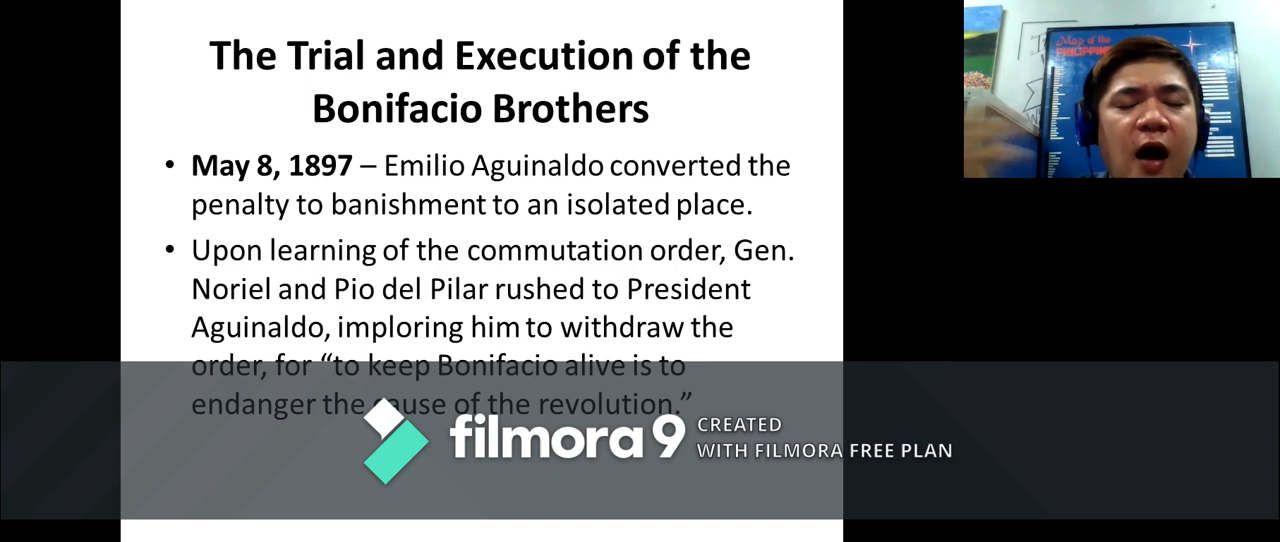 The Trial and Execution of the
Bonifacio Brothers
• May 8, 1897 – Emilio Aguinaldo converted the
penalty to banishment to an isolated place.
• Upon learning of the commutation order, Gen.
Noriel and Pio del Pilar rushed to President
Aguinaldo, imploring him to withdraw the
order, for “to keep Bonifacio alive is to
endanger the cause of the revolution.”
filmora 9
CREATED
WITH FILMORA FREE PLAN
Map of the